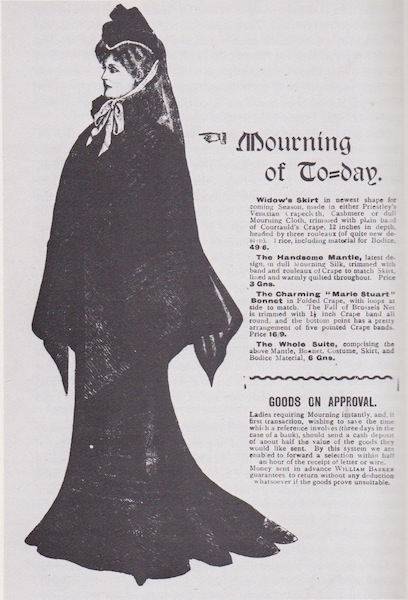 Mourning
of To=day.
Widow's Skirt in newest shape for
coming Season, made in either Priestley's
Venetian Crapecloth, Cashmere or dull
Mourning Cloth, trimmed with plain band
of Courtauld's Crape, 12 inches in depth,
headed by three rouleaux (of quite new de-
sign). Price, including material for Bodice,
49/6.
The Handsome Mantle, latest de-
sign, in dull Mourning Silk, trimmed with
band and rouleaux of Crape to match Skirt,
lined and warmly quilted throughout. Price
3 Gns.
The Charming "Marie Stuart"
Bonnet in Folded Crape, with loops at
side to match. The Fall of Brussels Net
is trimmed with 1½ inch Crape band all
round, and the bottom point has a pretty
arrangement of five pointed Crape bands.
Price 16/9.
The Whole Suite, comprising the
above Mantle, Bonnet, Costume, Skirt, and
Bodice Material, 6 Gns.
GOODS ON APPROVAL.
Ladies requiring Mourning instantly, and, if
first transaction, wishing to save the time
which a reference involves (three days in the
case of a bank), should send a cash deposit
of about half the value of the goods they
would like sent. By this system we are
enabled to forward a selection within half
an hour of the receipt of letter or wire.
Money sent in advance WILLIAM BARKER
guarantees to return without any deduction
whatsoever if the goods prove unsuitable.